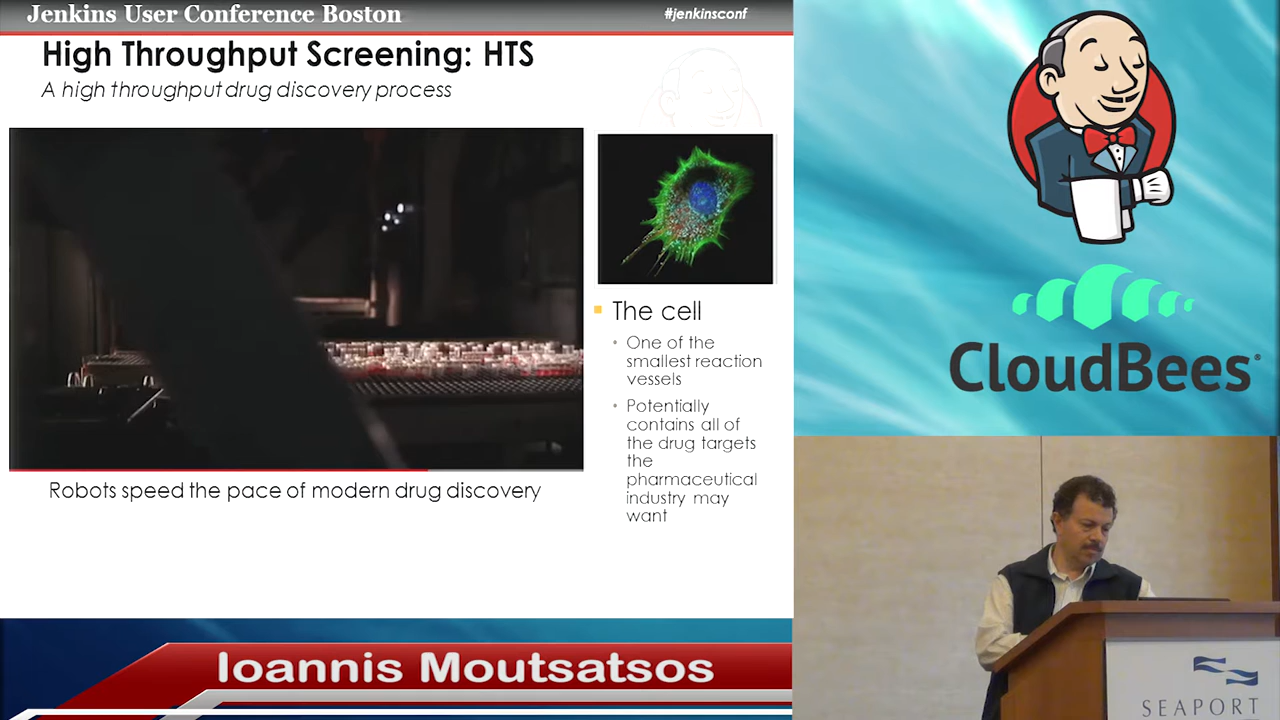 Jenkins User Conference Boston
#jenkinsconf
High Throughput Screening: HTS
A high throughput drug discovery process
The cell
One of the
smallest reaction
vessels
Potentially
contains all of
the drug targets
the
pharmaceutical
industry may
want
Robots speed the pace of modern drug discovery
Ioannis Moutsatsos
CloudBees®
SEAPORT